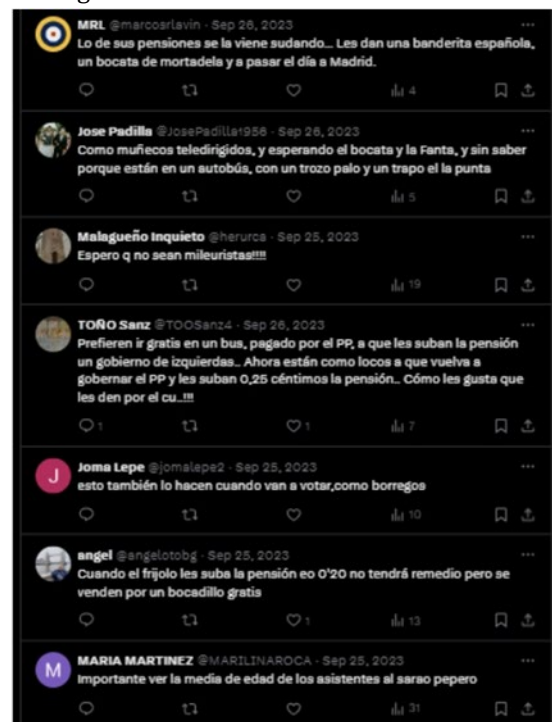 MRL @marcosrlavin · Sep 26, 2023
Lo de sus pensiones se la viene sudando... Les dan una banderita española,
un bocata de mortadela y a pasar el día a Madrid.
4
Jose Padilla @JosePadilla1956 · Sep 26, 2023
Como muñecos teledirigidos, y esperando el bocata y la Fanta, y sin saber
porque están en un autobús, con un trozo palo y un trapo el la punta
5
Malagueño Inquieto @herurca · Sep 25, 2023
Espero q no sean mileuristas!!!!
19
TOÑO Sanz @TOOSanz4 · Sep 26, 2023
Prefieren ir gratis en un bus, pagado por el PP, a que les suban la pensión
un gobierno de izquierdas.. Ahora están como locos a que vuelva a
gobernar el PP y les suban 0,25 céntimos la pensión.. Cómo les gusta que
les den por el cu..!!!
1 1 7
J
Joma Lepe @jomalepe2 · Sep 25, 2023
esto también lo hacen cuando van a votar,como borregos
10
angel @angelotobg · Sep 25, 2023
Cuando el frijolo les suba la pensión eo 0'20 no tendrá remedio pero se
venden por un bocadillo gratis
1 13
M
MARIA MARTINEZ @MARILINAROCA · Sep 25, 2023
Importante ver la media de edad de los asistentes al sarao pepero
31